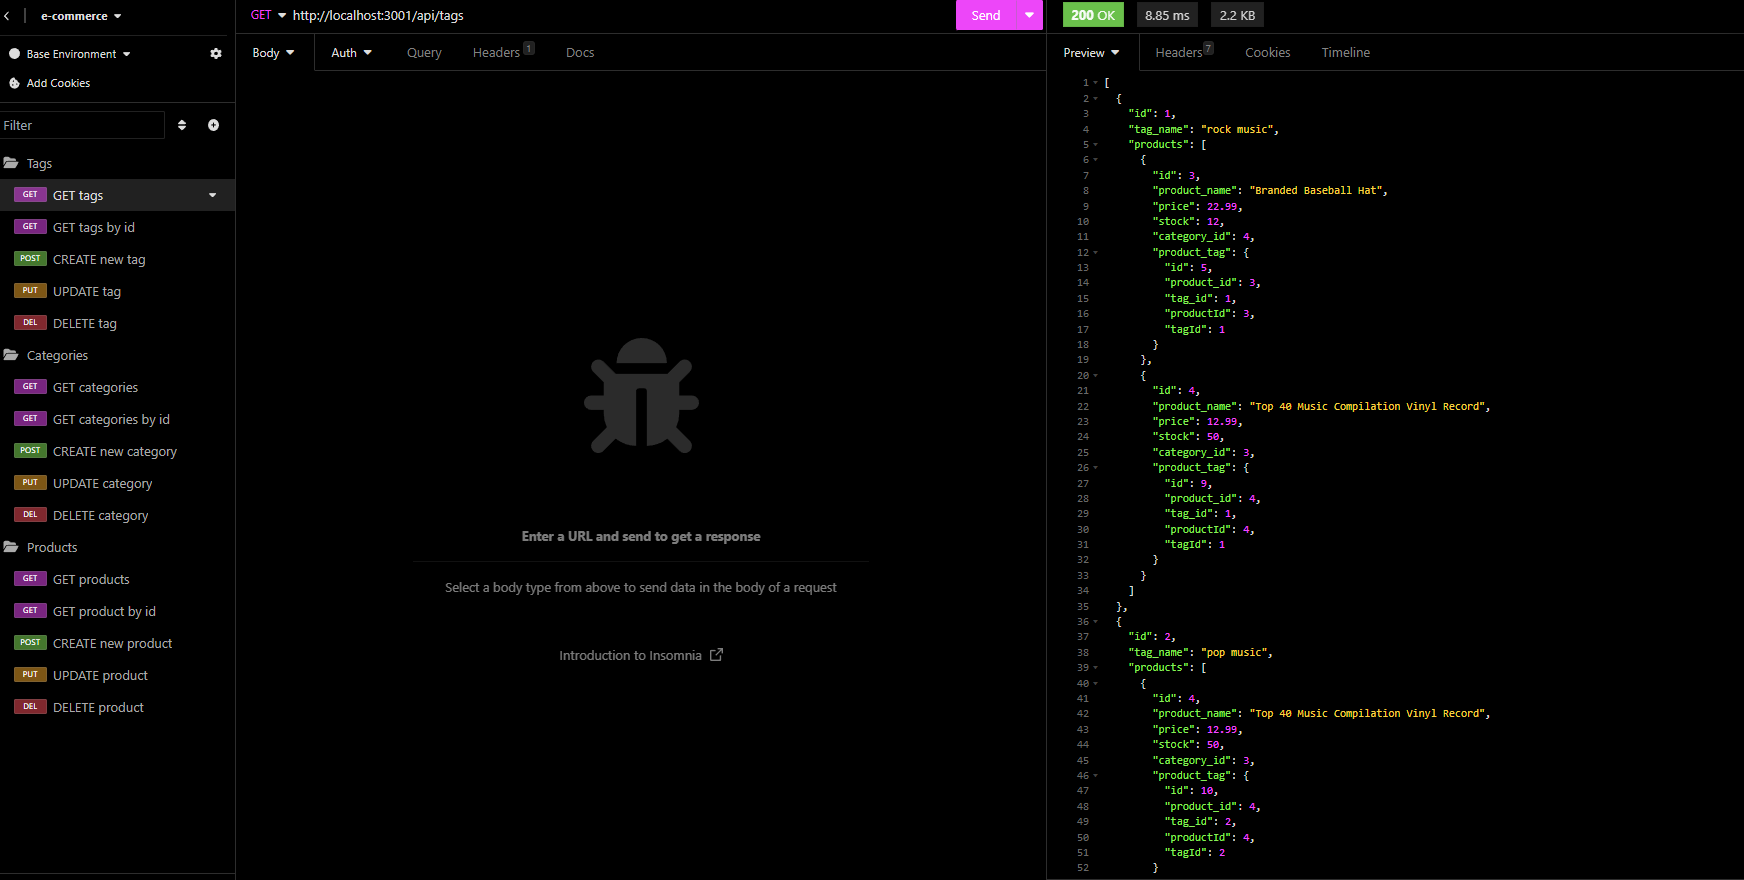 e-commerce
Base Environment
Add Cookies
Filter
Tags
GET GET tags
GET GET tags by id
POST CREATE new tag
PUT UPDATE tag
DEL DELETE tag
Categories
GET GET categories
GET GET categories by id
POST CREATE new category
PUT UPDATE category
DEL DELETE category
Products
GET GET products
GET GET product by id
POST CREATE new product
PUT UPDATE product
DEL DELETE product
GET http://localhost:3001/api/tags Send
Body Auth Query Headers 1 Docs
Enter a URL and send to get a response
Select a body type from above to send data in the body of a request
Introduction to Insomnia
200 OK 8.85 ms 2.2 KB
Preview Headers 7 Cookies Timeline
1 [
2 {
3 "id": 1,
4 "tag_name": "rock music",
5 "products": [
6 {
7 "id": 3,
8 "product_name": "Branded Baseball Hat",
9 "price": 22.99,
10 "stock": 12,
11 "category_id": 4,
12 "product_tag": {
13 "id": 5,
14 "product_id": 3,
15 "tag_id": 1,
16 "productId": 3,
17 "tagId": 1
18 }
19 },
20 {
21 "id": 4,
22 "product_name": "Top 40 Music Compilation Vinyl Record",
23 "price": 12.99,
24 "stock": 50,
25 "category_id": 3,
26 "product_tag": {
27 "id": 9,
28 "product_id": 4,
29 "tag_id": 1,
30 "productId": 4,
31 "tagId": 1
32 }
33 }
34 ]
35 },
36 {
37 "id": 2,
38 "tag_name": "pop music",
39 "products": [
40 {
41 "id": 4,
42 "product_name": "Top 40 Music Compilation Vinyl Record",
43 "price": 12.99,
44 "stock": 50,
45 "category_id": 3,
46 "product_tag": {
47 "id": 10,
48 "product_id": 4,
49 "tag_id": 2,
50 "productId": 4,
51 "tagId": 2
52 }